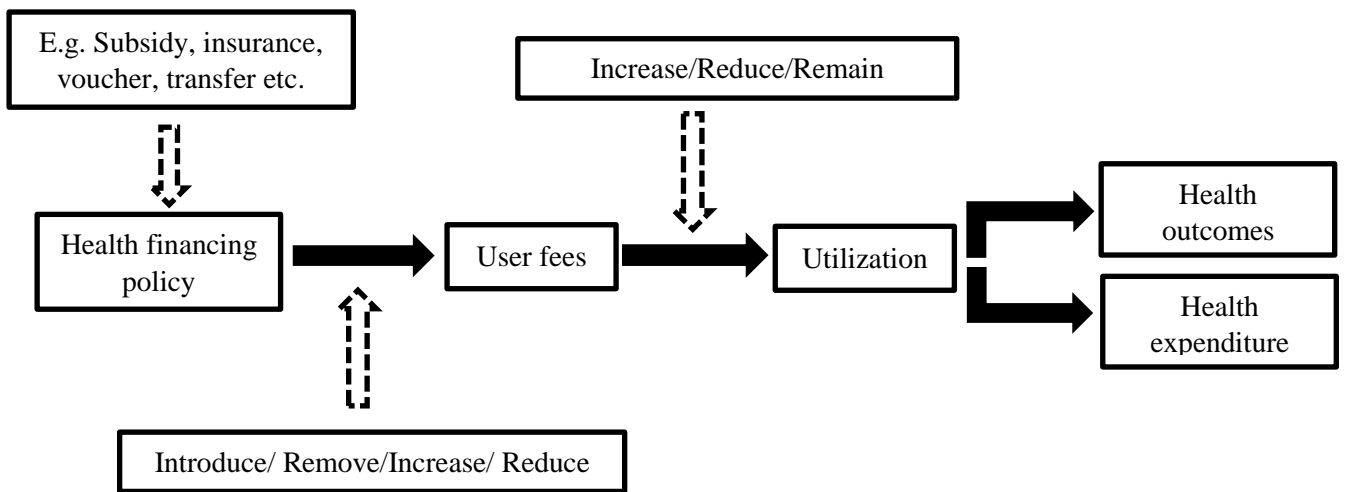 E.g. Subsidy, insurance,
voucher, transfer etc.
Increase/Reduce/Remain
Health financing
policy
User fees
Utilization
Health
outcomes
Health
expenditure
Introduce/ Remove/Increase/ Reduce